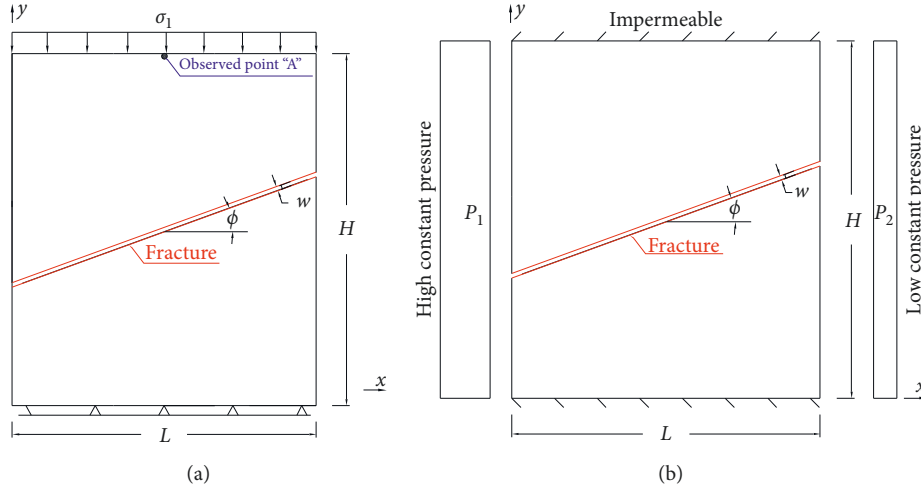 y
σ1
Observed point “A”
w
ϕ
H
Fracture
x
L
(a)
y
Impermeable
High constant pressure
P1
w
ϕ
H
P2
Low constant pressure
Fracture
x
L
(b)